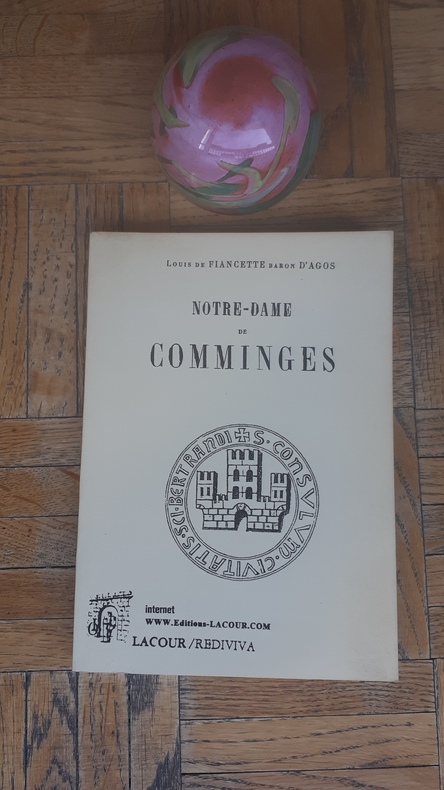 Louis de FIANCETTE baron D'AGOS
NOTRE-DAME
DE
COMMINGES
✠ S· CONSVLVM· CIVITATIS· SCI· BERTRANDI
internet
WWW.Editions-LACOUR.COM
LACOUR/REDIVIVA